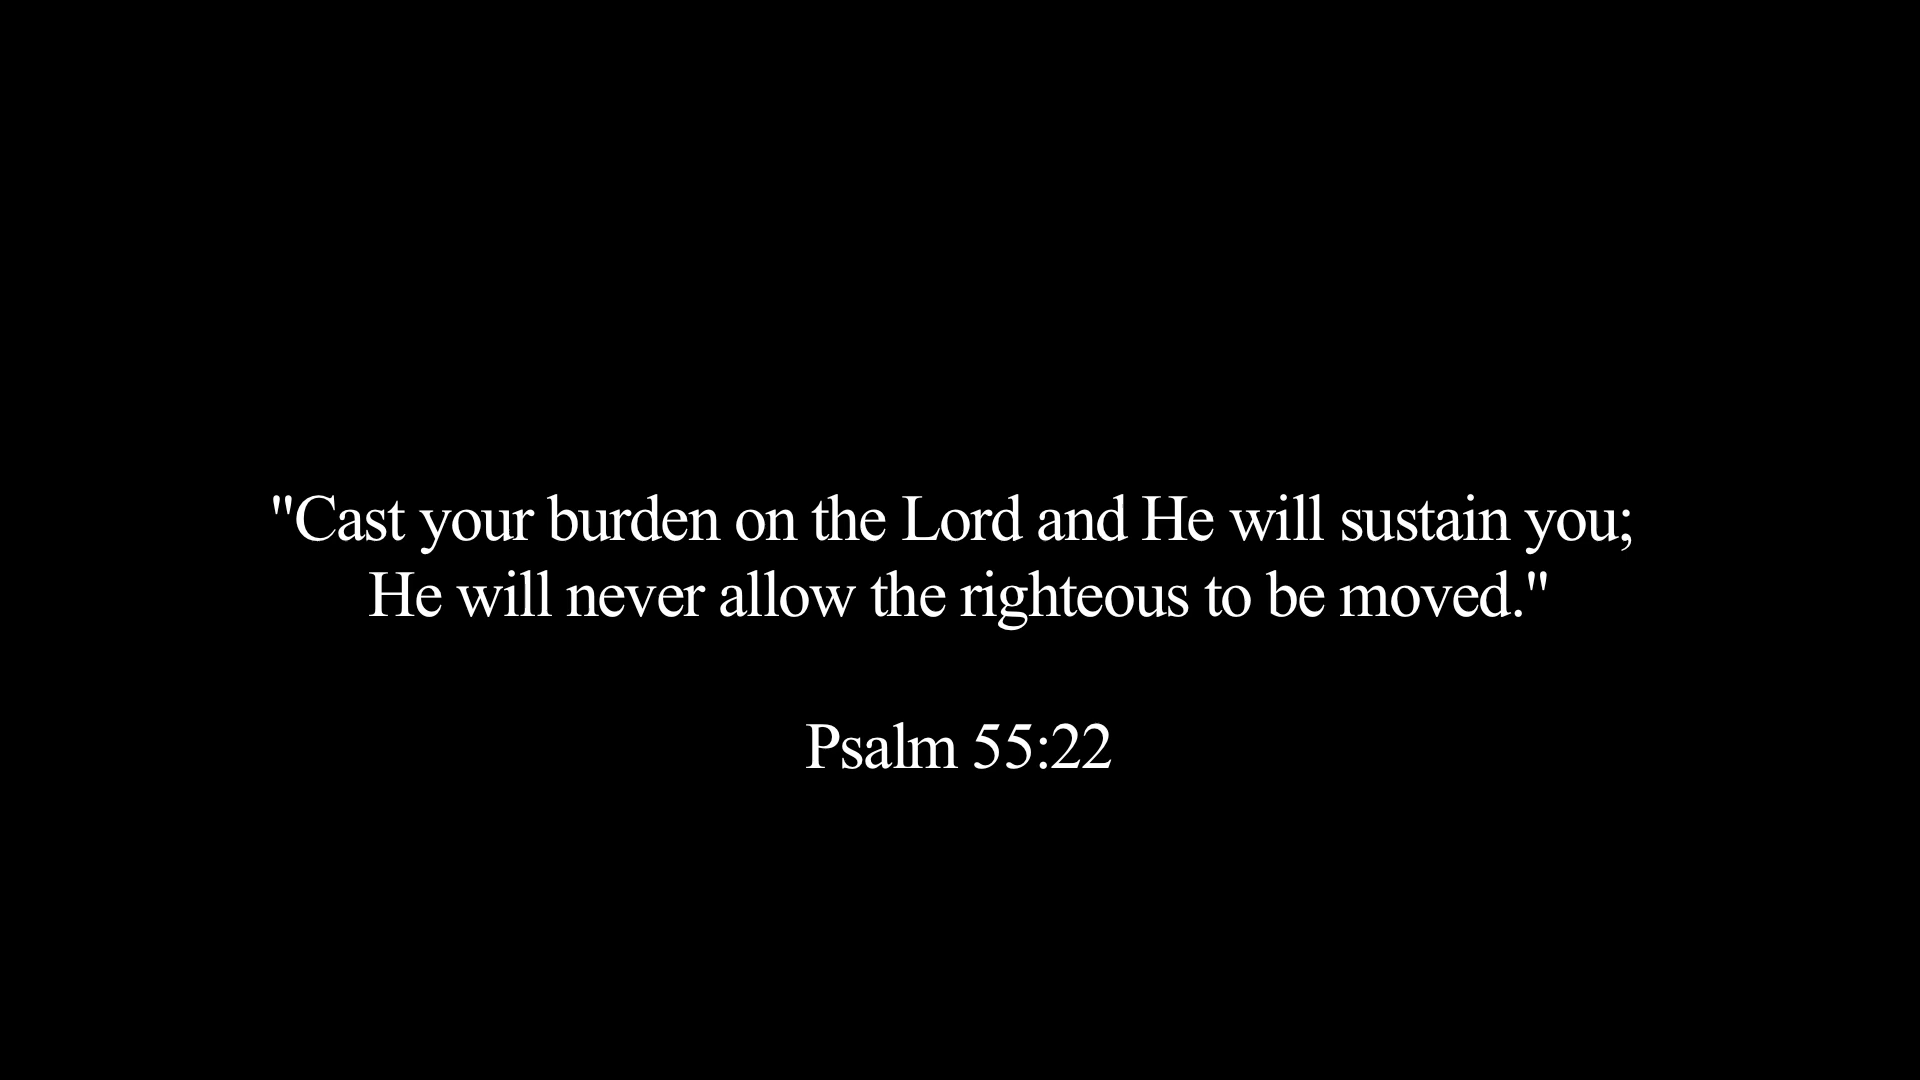 "Cast your burden on the Lord and He will sustain you;
He will never allow the righteous to be moved."
Psalm 55:22